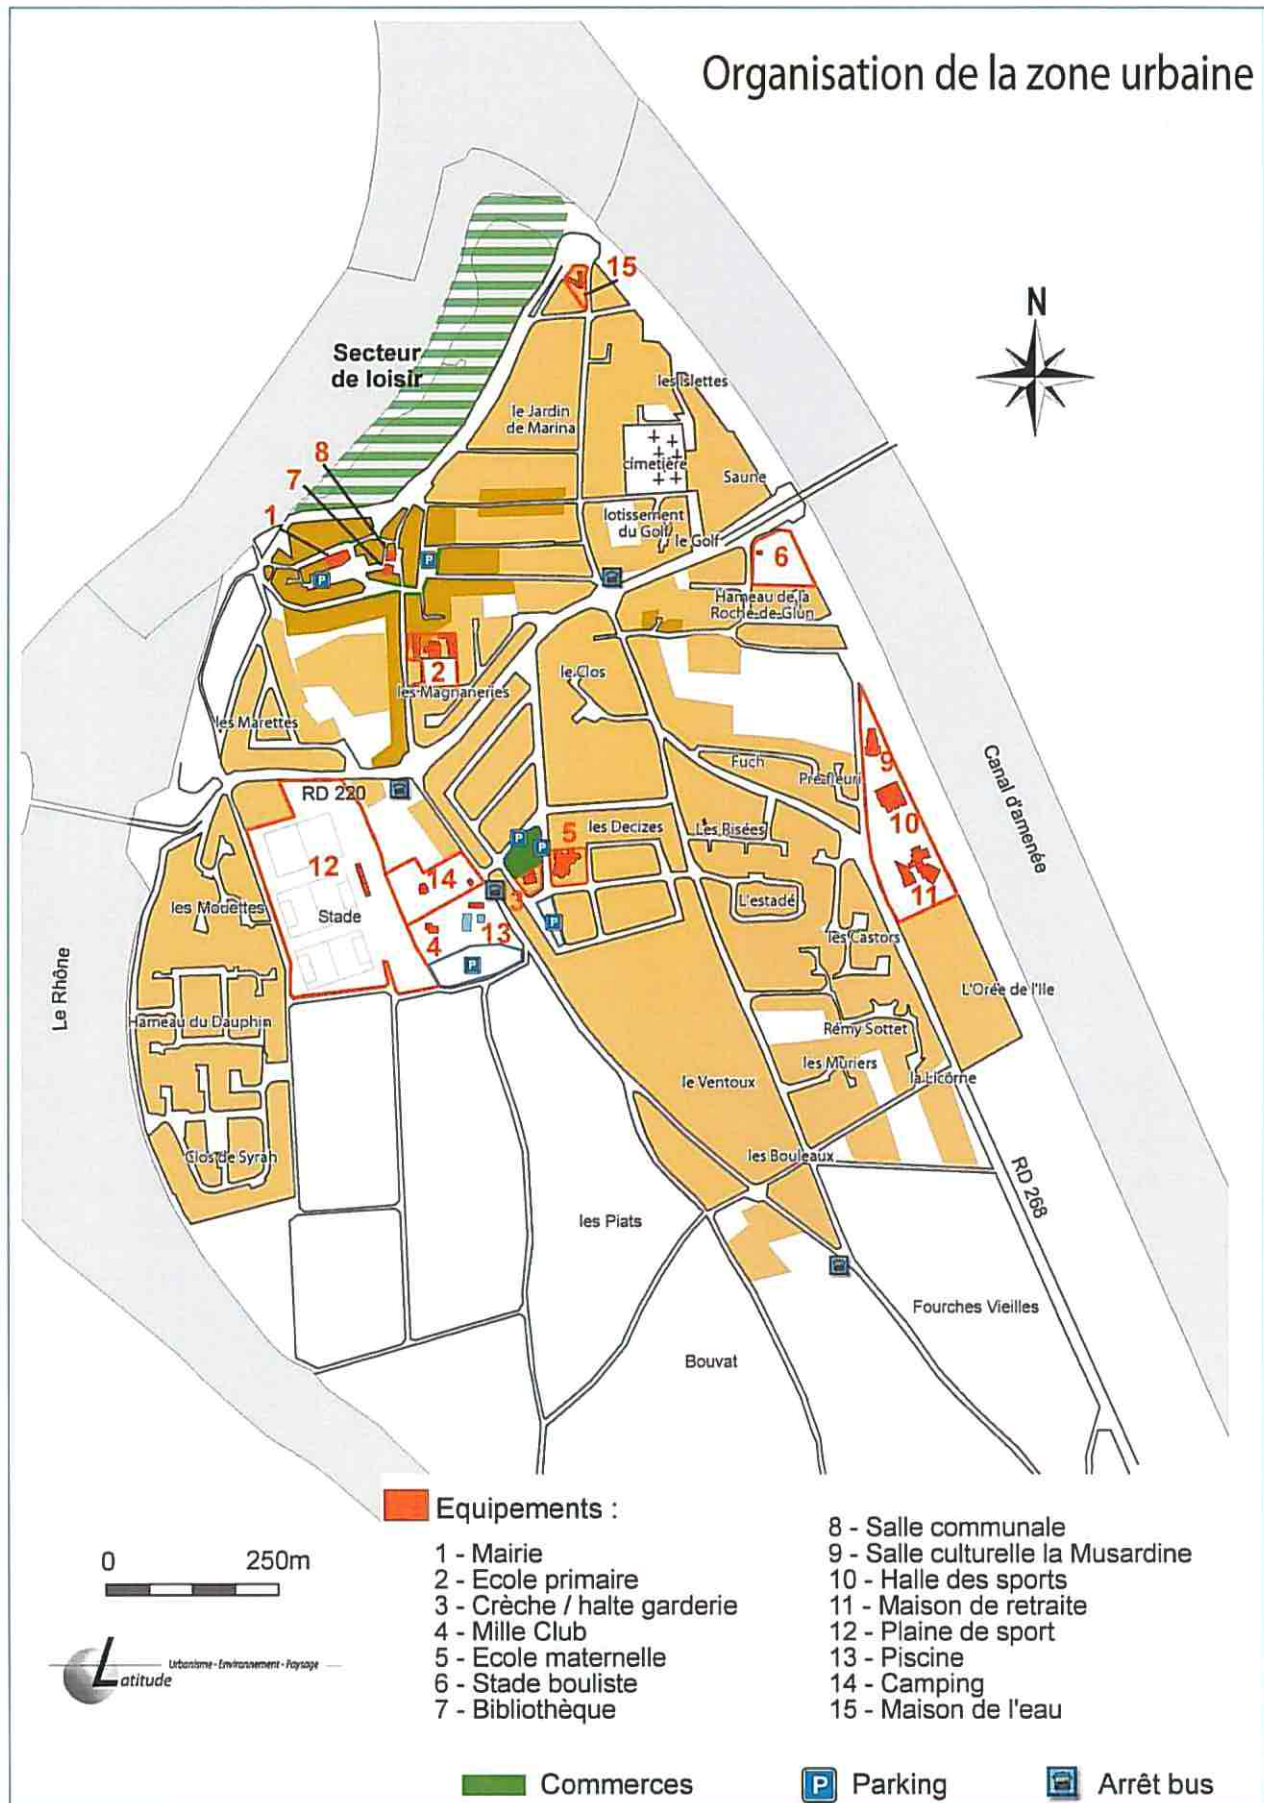 Organisation de la zone urbaine
15
N
Secteur
de loisir
les Islettes
le Jardin
de Marina
8
cimetière
7
Saune
1
lotissement
du Golf
le Golf
6
P
P
Hameau de la
Roche-de-Glun
2
le Clos
les Magnaneries
les Marettes
Canal d'amenée
9
Fuch
Pré fleuri
RD 220
10
les Decizes
Les Bisées
P
P
5
12
14
11
les Modettes
Stade
3
L'estadé
P
4
13
les Castors
Le Rhône
P
L'Orée de l'Ile
Hameau du Dauphin
Rémy Sottet
les Muriers
la Licorne
le Ventoux
Clos de Syrah
les Bouleaux
RD 268
les Piats
Fourches Vieilles
Bouvat
Equipements :
1 - Mairie
2 - Ecole primaire
3 - Crèche / halte garderie
4 - Mille Club
5 - Ecole maternelle
6 - Stade bouliste
7 - Bibliothèque
8 - Salle communale
9 - Salle culturelle la Musardine
10 - Halle des sports
11 - Maison de retraite
12 - Plaine de sport
13 - Piscine
14 - Camping
15 - Maison de l'eau
0 250m
Latitude
Urbanisme - Environnement - Paysage
Commerces
P Parking
Arrêt bus